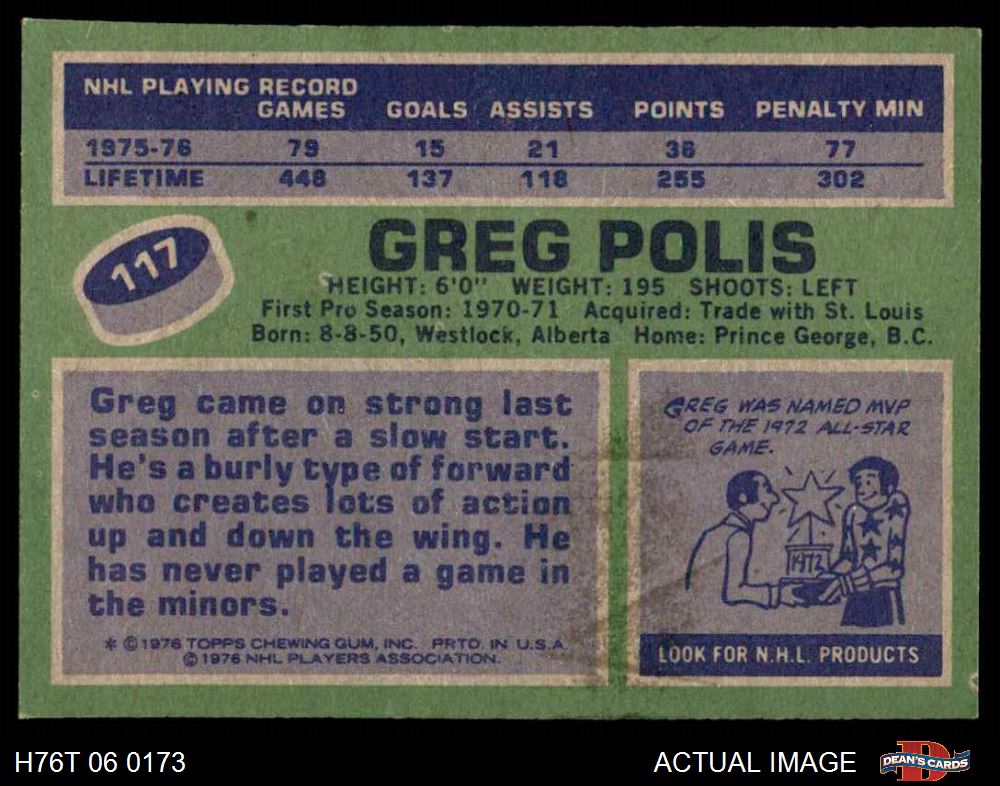 NHL PLAYING RECORD
GAMES GOALS ASSISTS POINTS PENALTY MIN
1975-76 79 15 21 36 77
LIFETIME 448 137 118 255 302
117
GREG POLIS
HEIGHT: 6'0" WEIGHT: 195 SHOOTS: LEFT
First Pro Season: 1970-71 Acquired: Trade with St. Louis
Born: 8-8-50, Westlock, Alberta Home: Prince George, B.C.
Greg came on strong last
season after a slow start.
He's a burly type of forward
who creates lots of action
up and down the wing. He
has never played a game in
the minors.
* © 1976 TOPPS CHEWING GUM, INC. PRTD. IN U.S.A.
© 1976 NHL PLAYERS ASSOCIATION.
GREG WAS NAMED MVP
OF THE 1972 ALL-STAR
GAME.
1972
LOOK FOR N.H.L. PRODUCTS
H76T 06 0173 ACTUAL IMAGE
D
DEAN'S CARDS